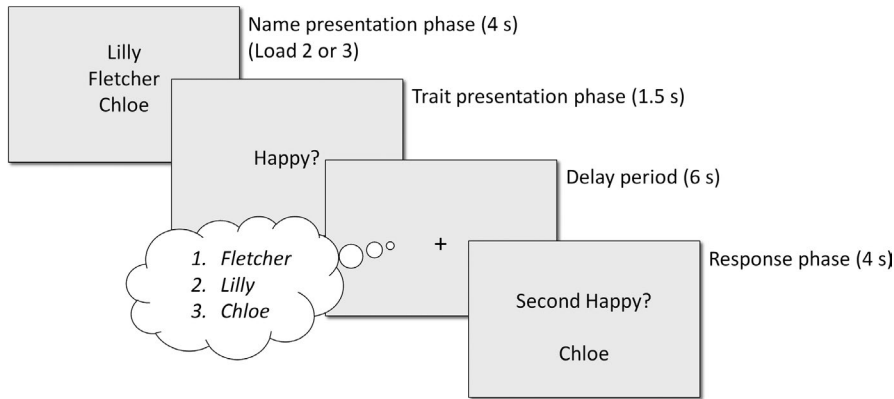 Lilly
Fletcher
Chloe
Name presentation phase (4 s)
(Load 2 or 3)
Happy?
Trait presentation phase (1.5 s)
1. Fletcher
2. Lilly
3. Chloe
+
Delay period (6 s)
Second Happy?
Chloe
Response phase (4 s)